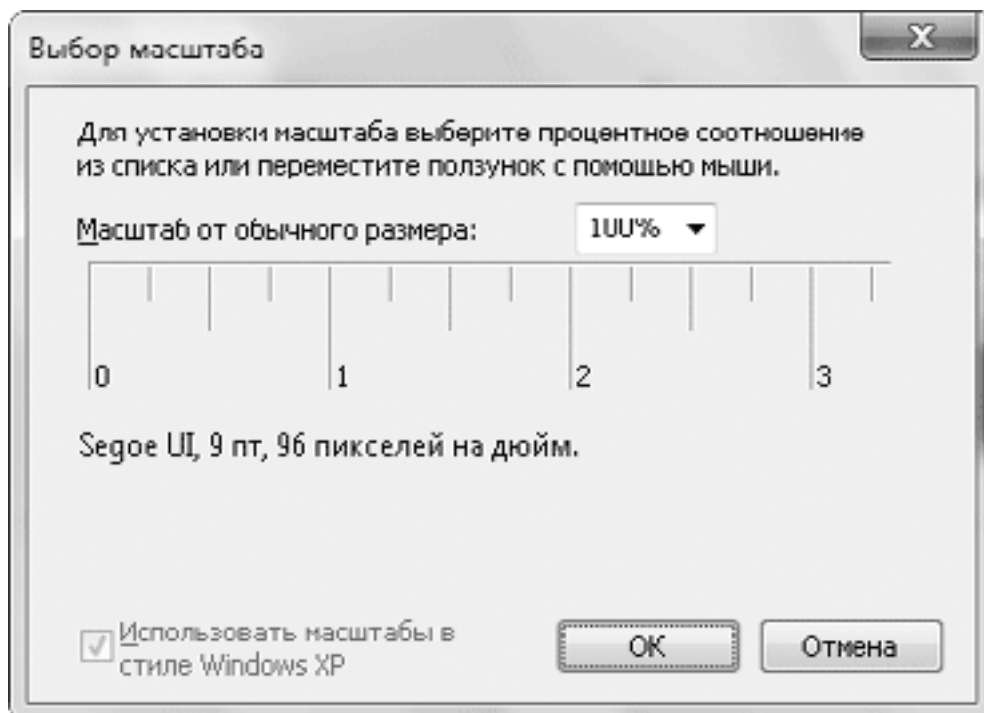 Выбор масштаба
Для установки масштаба выберите процентное соотношение
из списка или переместите ползунок с помощью мыши.
Масштаб от обычного размера: 100%
0 1 2 3
Segoe UI, 9 пт, 96 пикселей на дюйм.
Использовать масштабы в
стиле Windows XP
OK Отмена